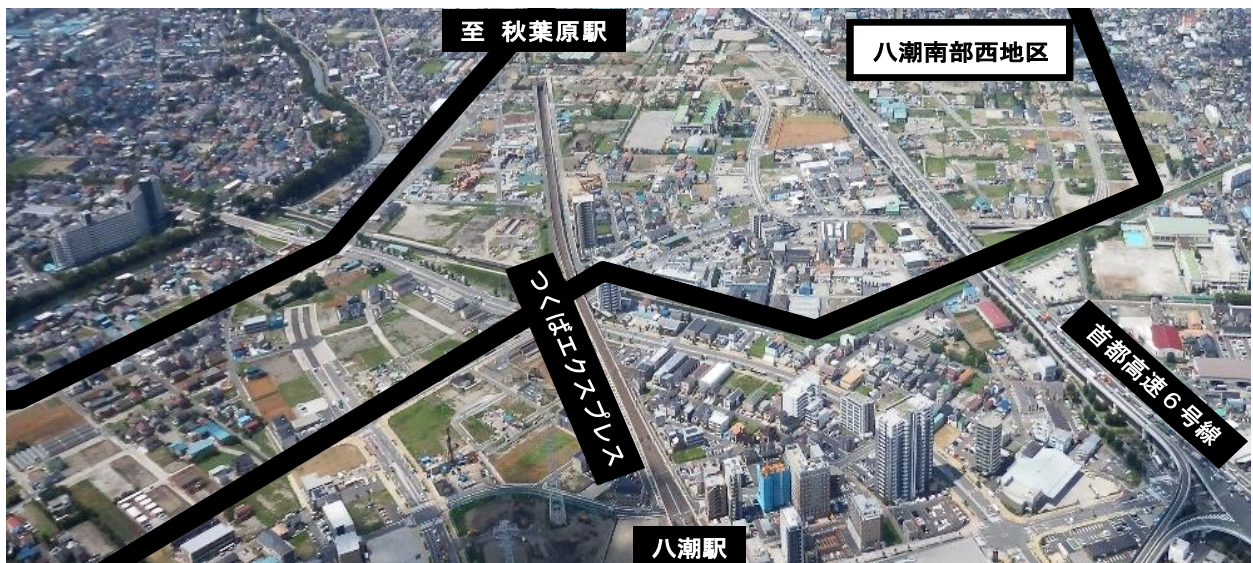 至 秋葉原駅
八潮南部西地区
つくばエクスプレス
首都高速６号線
八潮駅